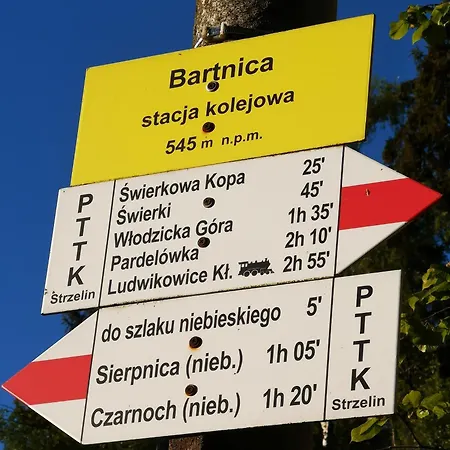 Bartnica
stacja kolejowa
545 m n.p.m.
PTTK
Strzelin
Świerkowa Kopa 25'
Świerki 45'
Włodzicka Góra 1h 35'
Pardelówka 2h 10'
Ludwikowice Kł. 2h 55'
do szlaku niebieskiego 5'
Sierpnica (nieb.) 1h 05'
Czarnoch (nieb.) 1h 20'
PTTK
Strzelin